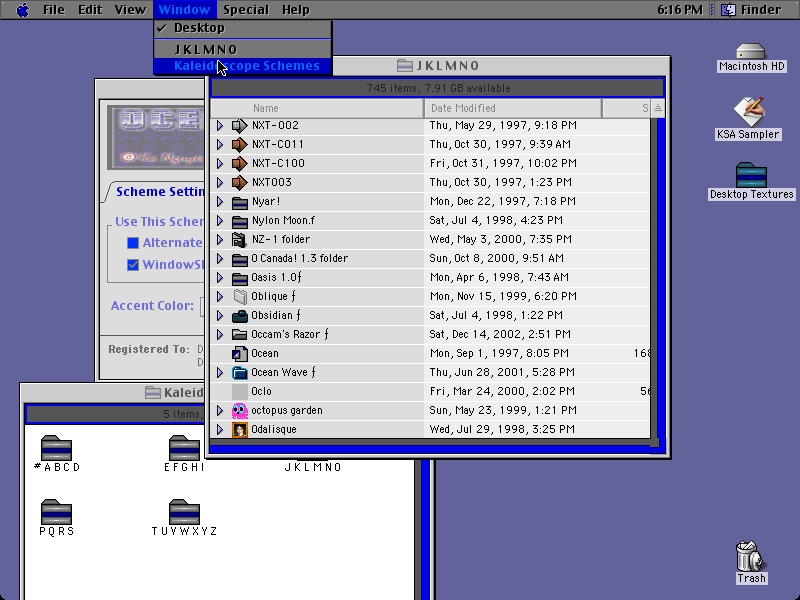 File Edit View Window Special Help 6:16 PM Finder
Desktop
JKLMNO
Kaleidoscope Schemes
JKLMNO
745 items, 7.91 GB available
Name Date Modified S
NXT-002 Thu, May 29, 1997, 9:18 PM
NXT-C011 Thu, Oct 30, 1997, 9:39 AM
NXT-C100 Fri, Oct 31, 1997, 10:02 PM
NXT003 Thu, Oct 30, 1997, 1:23 PM
Nyar! Mon, Dec 22, 1997, 7:18 PM
Nylon Moon.f Sat, Jul 4, 1998, 4:23 PM
NZ-1 folder Wed, May 3, 2000, 7:35 PM
O Canada! 1.3 folder Sun, Oct 8, 2000, 9:51 AM
Oasis 1.0ƒ Mon, Apr 6, 1998, 7:43 AM
Oblique ƒ Mon, Nov 15, 1999, 6:20 PM
Obsidian ƒ Sat, Jul 4, 1998, 1:22 PM
Occam's Razor ƒ Sat, Dec 14, 2002, 2:51 PM
Ocean Mon, Sep 1, 1997, 8:05 PM 168
Ocean Wave ƒ Thu, Jun 28, 2001, 5:28 PM
Oclo Fri, Mar 24, 2000, 2:02 PM 56
octopus garden Sun, May 23, 1999, 1:21 PM
Odalisque Wed, Jul 29, 1998, 3:25 PM
OCE
Scheme Settin
Use This Scher
Alternate
WindowSh
Accent Color:
Registered To: D
D
Kaleid
5 items,
#ABCD EFGHI JKLMNO
PQRS TUVWXYZ
Macintosh HD
KSA Sampler
Desktop Textures
Trash